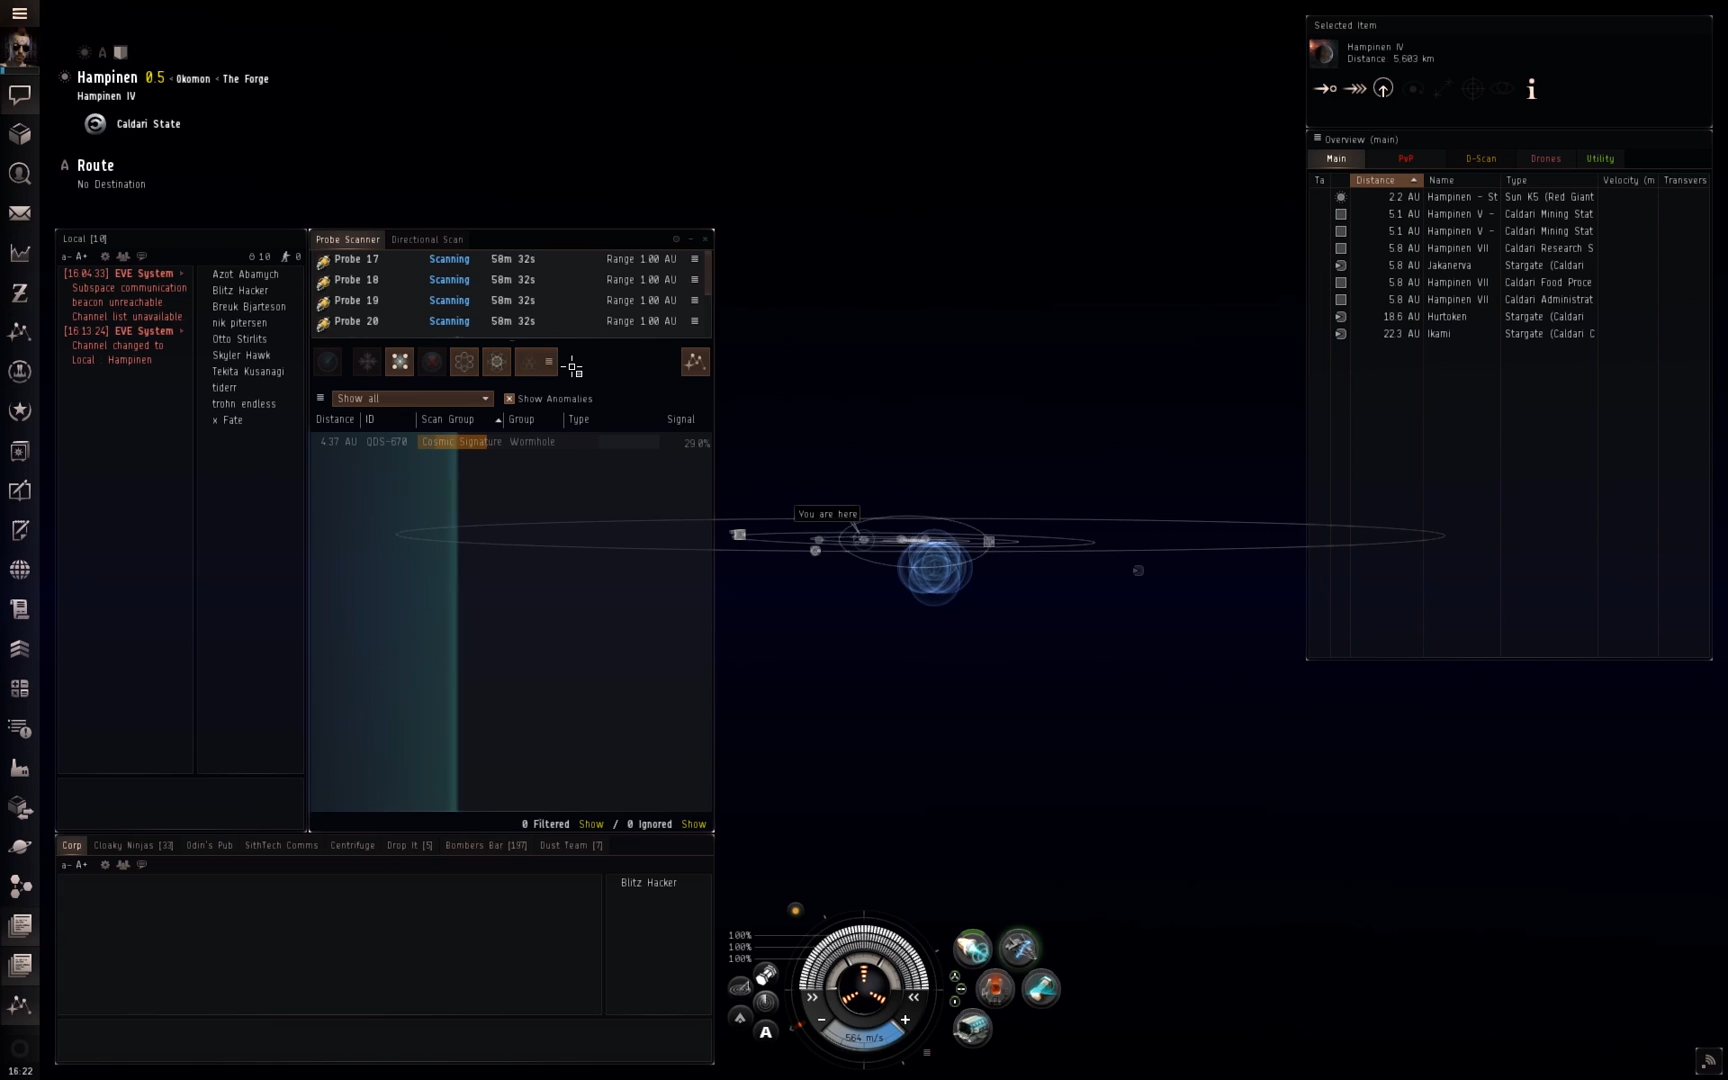 Hampinen 0.5 < Okomon < The Forge
Hampinen IV
Caldari State
A Route
No Destination
Local [10]
a- A+
10 0
[16:04:33] EVE System >
Subspace communication
beacon unreachable
Channel list unavailable
[16:13:24] EVE System >
Channel changed to
Local Hampinen
Azot Abamych
Blitz Hacker
Breuk Bjarteson
nik pitersen
Otto Stirlits
Skyler Hawk
Tekita Kusanagi
tiderr
trohn endless
x Fate
Probe Scanner Directional Scan
Probe 17 Scanning 58m 32s Range 1.00 AU
Probe 18 Scanning 58m 32s Range 1.00 AU
Probe 19 Scanning 58m 32s Range 1.00 AU
Probe 20 Scanning 58m 32s Range 1.00 AU
Show all Show Anomalies
Distance ID Scan Group Group Type Signal
4.37 AU QDS-670 Cosmic Signature Wormhole 29.0%
0 Filtered Show / 0 Ignored Show
Corp Cloaky Ninjas [33] Odin's Pub SithTech Comms Centrifuge Drop It [5] Bombers Bar [197] Dust Team [7]
a- A+
Blitz Hacker
You are here
100%
100%
100%
A
564 m/s
Selected Item
Hampinen IV
Distance: 5.603 km
Overview (main)
Main PvP D-Scan Drones Utility
Ta Distance Name Type Velocity (m Transvers
2.2 AU Hampinen - St Sun K5 (Red Giant
5.1 AU Hampinen V - Caldari Mining Stat
5.1 AU Hampinen V - Caldari Mining Stat
5.8 AU Hampinen VII Caldari Research S
5.8 AU Jakanerva Stargate (Caldari
5.8 AU Hampinen VII Caldari Food Proce
5.8 AU Hampinen VII Caldari Administrat
18.6 AU Hurtoken Stargate (Caldari
22.3 AU Ikami Stargate (Caldari C
16:22